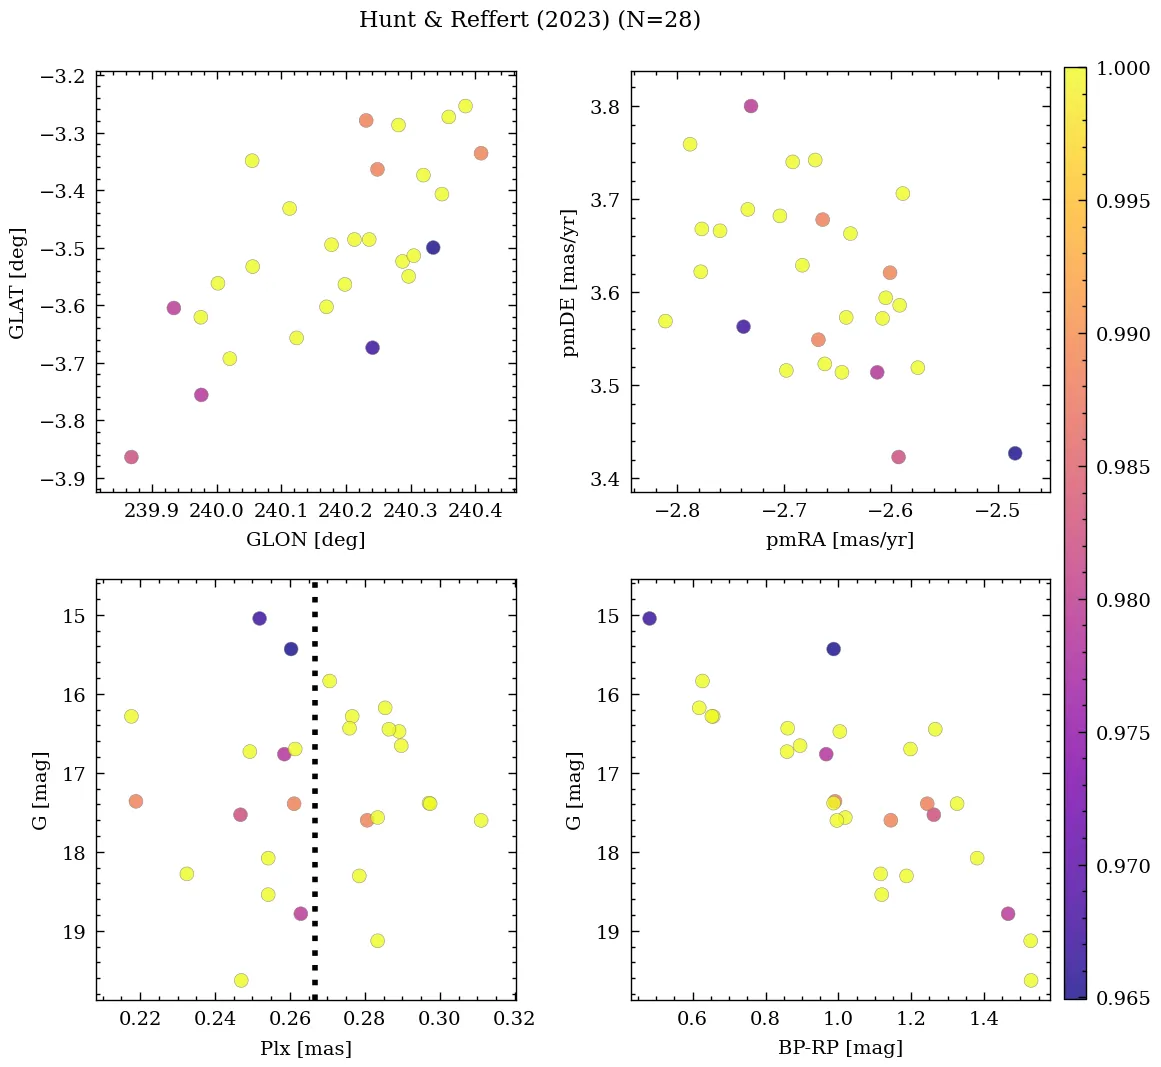 Hunt & Reffert (2023) (N=28)
−3.2
−3.3
−3.4
−3.5
−3.6
−3.7
−3.8
−3.9
GLAT [deg]
239.9 240.0 240.1 240.2 240.3 240.4
GLON [deg]
3.8
3.7
3.6
3.5
3.4
pmDE [mas/yr]
−2.8 −2.7 −2.6 −2.5
pmRA [mas/yr]
15
16
17
18
19
G [mag]
0.22 0.24 0.26 0.28 0.30 0.32
Plx [mas]
15
16
17
18
19
G [mag]
0.6 0.8 1.0 1.2 1.4
BP-RP [mag]
1.000
0.995
0.990
0.985
0.980
0.975
0.970
0.965